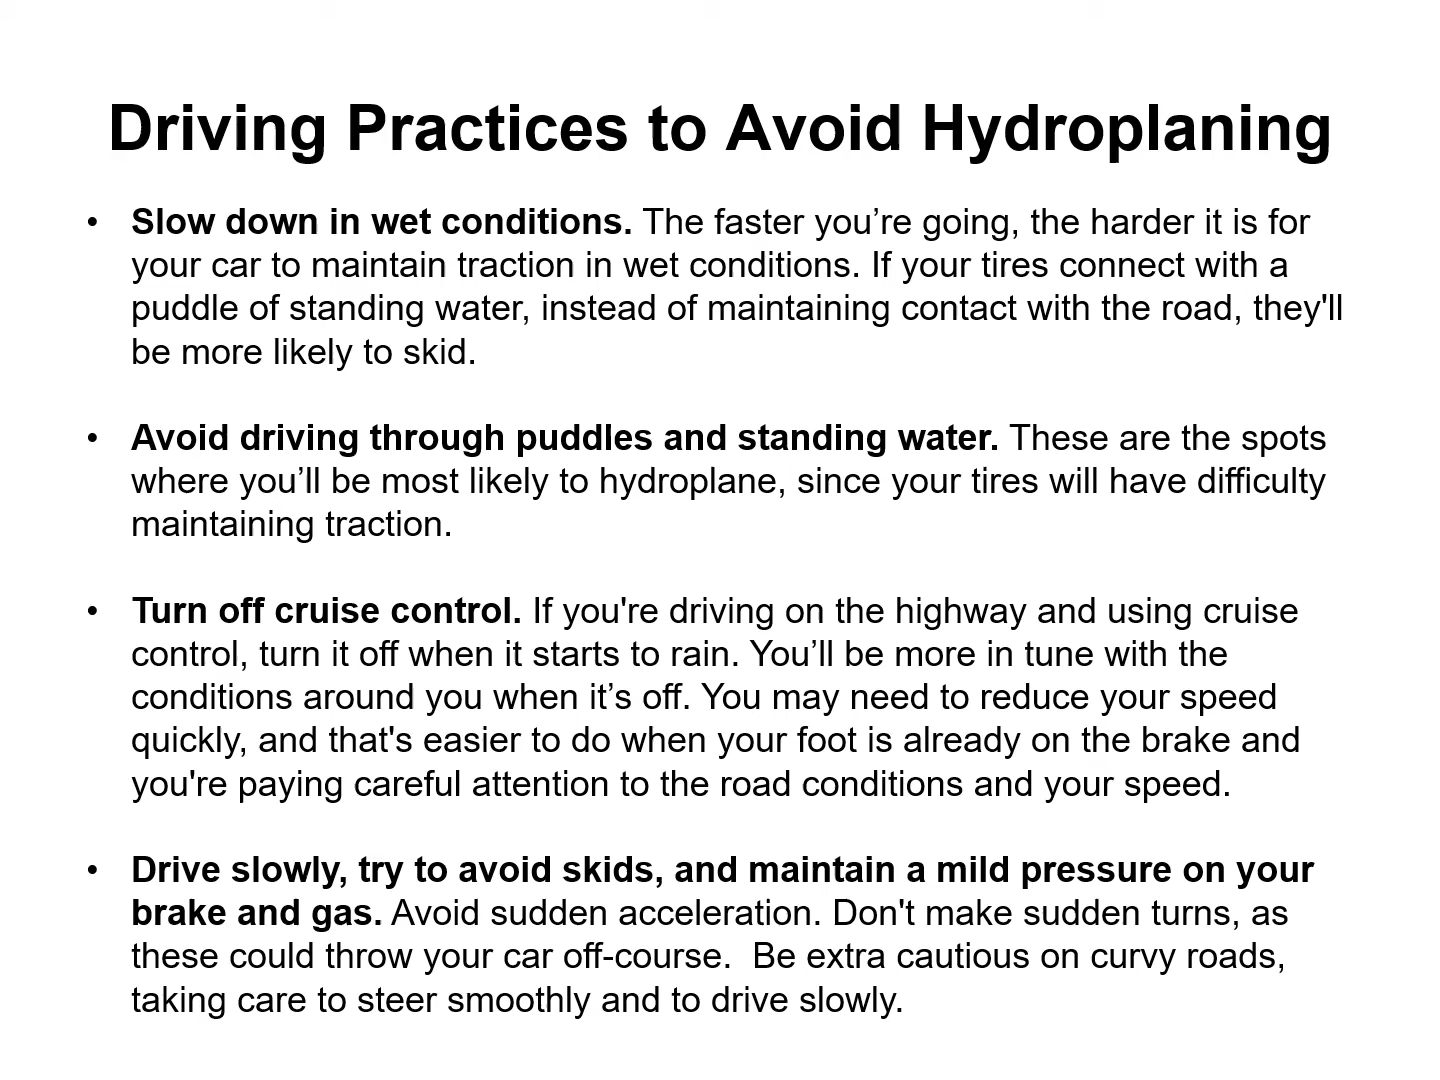 Driving Practices to Avoid Hydroplaning
• Slow down in wet conditions. The faster you’re going, the harder it is for
your car to maintain traction in wet conditions. If your tires connect with a
puddle of standing water, instead of maintaining contact with the road, they'll
be more likely to skid.
• Avoid driving through puddles and standing water. These are the spots
where you’ll be most likely to hydroplane, since your tires will have difficulty
maintaining traction.
• Turn off cruise control. If you're driving on the highway and using cruise
control, turn it off when it starts to rain. You’ll be more in tune with the
conditions around you when it’s off. You may need to reduce your speed
quickly, and that's easier to do when your foot is already on the brake and
you're paying careful attention to the road conditions and your speed.
• Drive slowly, try to avoid skids, and maintain a mild pressure on your
brake and gas. Avoid sudden acceleration. Don't make sudden turns, as
these could throw your car off-course.  Be extra cautious on curvy roads,
taking care to steer smoothly and to drive slowly.